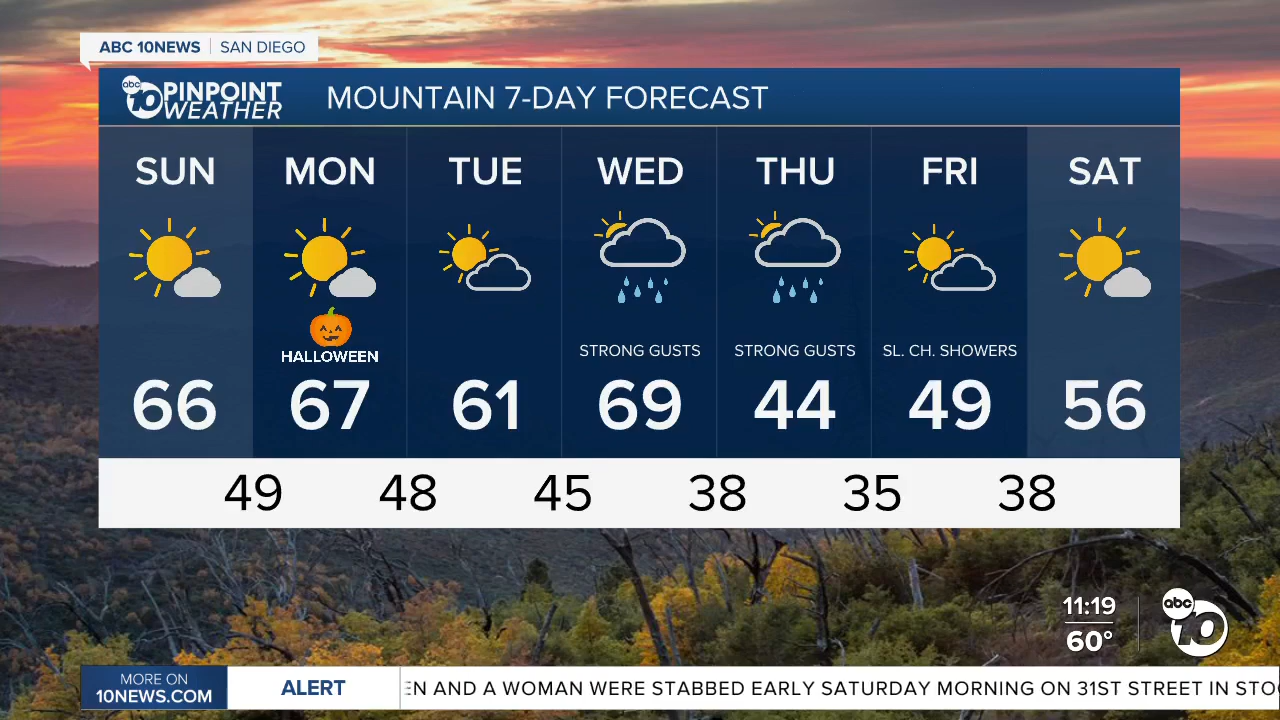 ABC 10NEWS | SAN DIEGO
abc 10 PINPOINT WEATHER
MOUNTAIN 7-DAY FORECAST
SUN MON TUE WED THU FRI SAT
HALLOWEEN
STRONG GUSTS STRONG GUSTS SL. CH. SHOWERS
66 67 61 69 44 49 56
49 48 45 38 35 38
11:19
60°
abc 10
MORE ON
10NEWS.COM
ALERT
EN AND A WOMAN WERE STABBED EARLY SATURDAY MORNING ON 31ST STREET IN STO